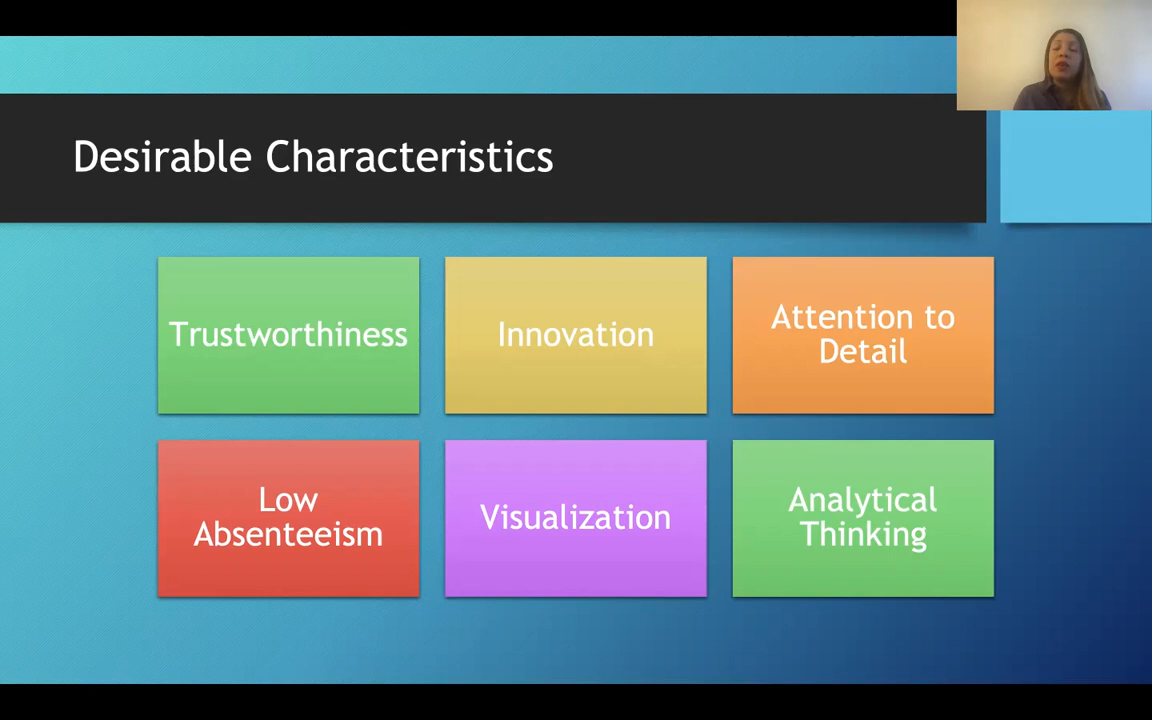 Desirable Characteristics
Trustworthiness
Innovation
Attention to
Detail
Low
Absenteeism
Visualization
Analytical
Thinking